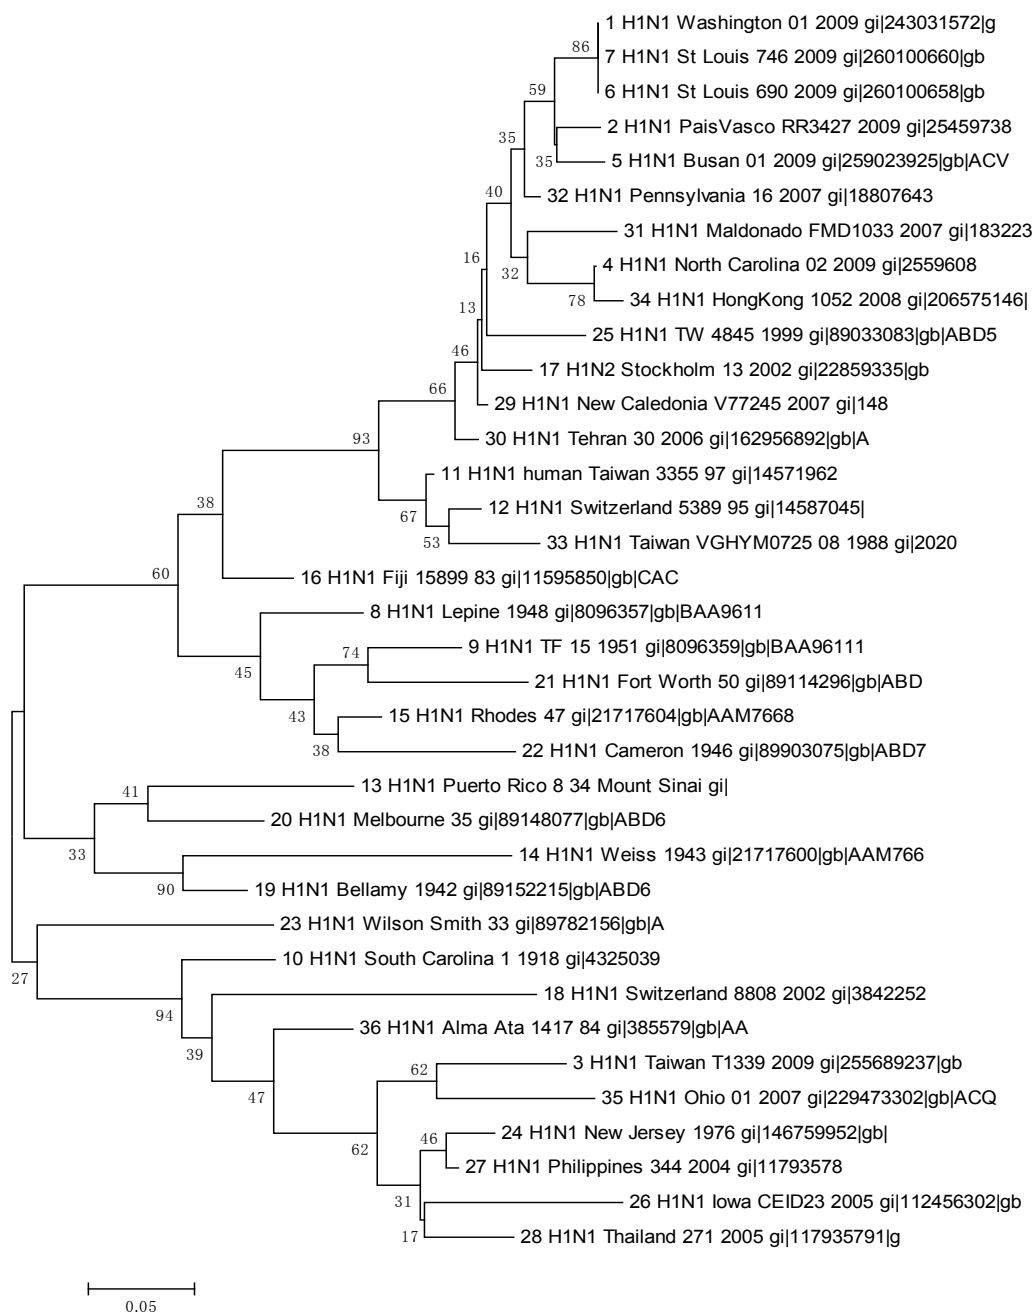 1 H1N1 Washington 01 2009 gi|243031572|g
86
7 H1N1 St Louis 746 2009 gi|260100660|gb
59
6 H1N1 St Louis 690 2009 gi|260100658|gb
2 H1N1 PaisVasco RR3427 2009 gi|25459738
35
35
5 H1N1 Busan 01 2009 gi|259023925|gb|ACV
40
32 H1N1 Pennsylvania 16 2007 gi|18807643
31 H1N1 Maldonado FMD1033 2007 gi|183223
16
32
4 H1N1 North Carolina 02 2009 gi|2559608
78
34 H1N1 HongKong 1052 2008 gi|206575146|
13
25 H1N1 TW 4845 1999 gi|89033083|gb|ABD5
46
17 H1N2 Stockholm 13 2002 gi|22859335|gb
66
29 H1N1 New Caledonia V77245 2007 gi|148
93
30 H1N1 Tehran 30 2006 gi|162956892|gb|A
11 H1N1 human Taiwan 3355 97 gi|14571962
38
67
12 H1N1 Switzerland 5389 95 gi|14587045|
53
33 H1N1 Taiwan VGHYM0725 08 1988 gi|2020
60
16 H1N1 Fiji 15899 83 gi|11595850|gb|CAC
8 H1N1 Lepine 1948 gi|8096357|gb|BAA9611
74
9 H1N1 TF 15 1951 gi|8096359|gb|BAA96111
45
21 H1N1 Fort Worth 50 gi|89114296|gb|ABD
43
15 H1N1 Rhodes 47 gi|21717604|gb|AAM7668
38
22 H1N1 Cameron 1946 gi|89903075|gb|ABD7
41
13 H1N1 Puerto Rico 8 34 Mount Sinai gi|
20 H1N1 Melbourne 35 gi|89148077|gb|ABD6
33
14 H1N1 Weiss 1943 gi|21717600|gb|AAM766
90
19 H1N1 Bellamy 1942 gi|89152215|gb|ABD6
23 H1N1 Wilson Smith 33 gi|89782156|gb|A
27
10 H1N1 South Carolina 1 1918 gi|4325039
94
18 H1N1 Switzerland 8808 2002 gi|3842252
39
36 H1N1 Alma Ata 1417 84 gi|385579|gb|AA
62
3 H1N1 Taiwan T1339 2009 gi|255689237|gb
47
35 H1N1 Ohio 01 2007 gi|229473302|gb|ACQ
46
24 H1N1 New Jersey 1976 gi|146759952|gb|
62
27 H1N1 Philippines 344 2004 gi|11793578
31
26 H1N1 Iowa CEID23 2005 gi|112456302|gb
17
28 H1N1 Thailand 271 2005 gi|117935791|g
0.05